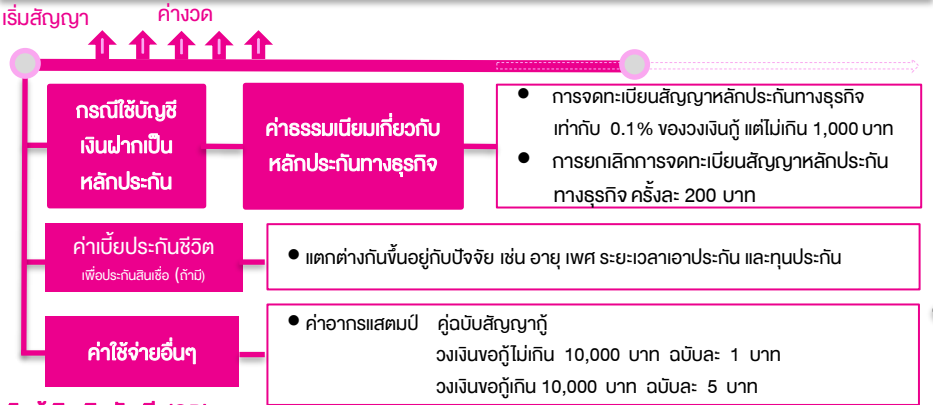 เริ่มสัญญา
ค่างวด
กรณีใช้บัญชี
เงินฝากเป็น
หลักประกัน
ค่าธรรมเนียมเกี่ยวกับ
หลักประกันทางธุรกิจ
● การจดทะเบียนสัญญาหลักประกันทางธุรกิจ
เท่ากับ 0.1% ของวงเงินกู้ แต่ไม่เกิน 1,000 บาท
● การยกเลิกการจดทะเบียนสัญญาหลักประกัน
ทางธุรกิจ ครั้งละ 200 บาท
ค่าเบี้ยประกันชีวิต
เพื่อประกันสินเชื่อ (ถ้ามี)
● แตกต่างกันขึ้นอยู่กับปัจจัย เช่น อายุ เพศ ระยะเวลาเอาประกัน และทุนประกัน
ค่าใช้จ่ายอื่นๆ
● ค่าอากรแสตมป์ คู่ฉบับสัญญากู้
วงเงินขอกู้ไม่เกิน 10,000 บาท ฉบับละ 1 บาท
วงเงินขอกู้เกิน 10,000 บาท ฉบับละ 5 บาท